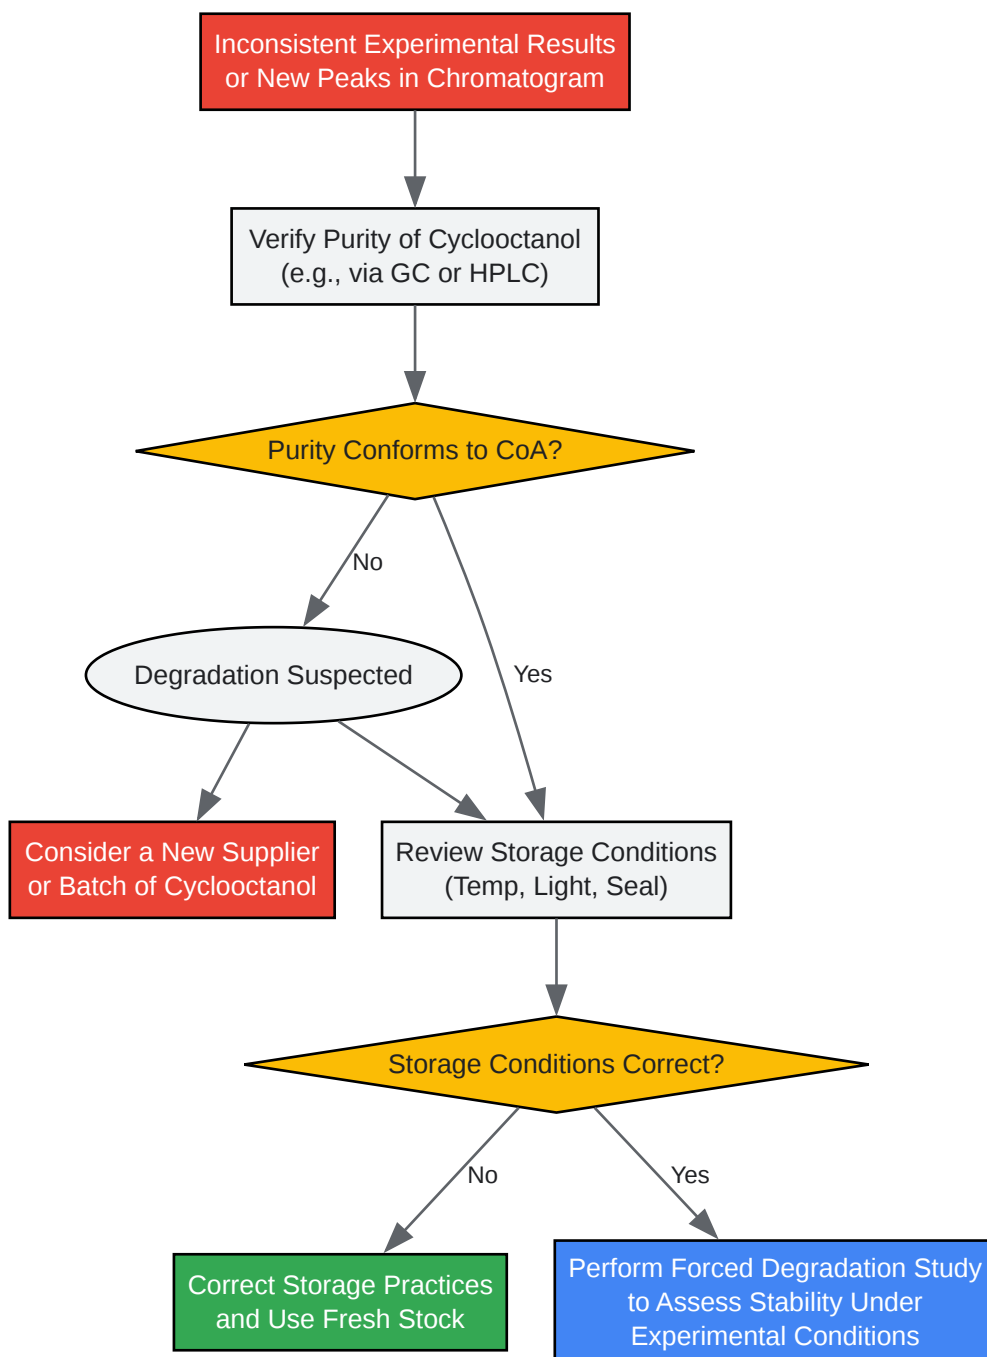 Inconsistent Experimental Results
or New Peaks in Chromatogram
Verify Purity of Cyclooctanol
(e.g., via GC or HPLC)
Purity Conforms to CoA?
No
Yes
Degradation Suspected
Consider a New Supplier
or Batch of Cyclooctanol
Review Storage Conditions
(Temp, Light, Seal)
Storage Conditions Correct?
No
Yes
Correct Storage Practices
and Use Fresh Stock
Perform Forced Degradation Study
to Assess Stability Under
Experimental Conditions